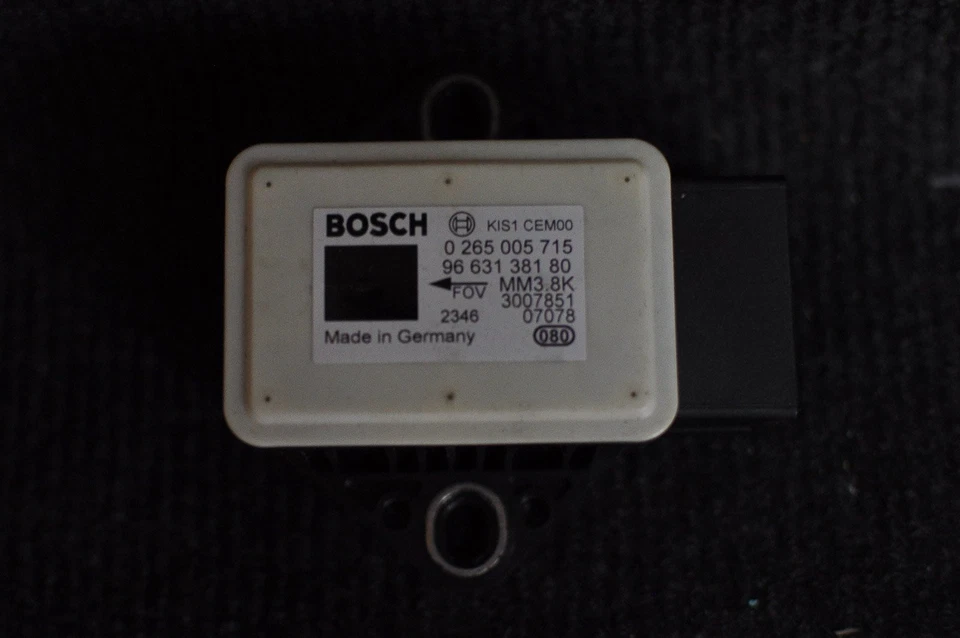 BOSCH KIS1 CEM00
0 265 005 715
96 631 381 80
MM3.8K
FOV
3007851
2346 07078
Made in Germany 080